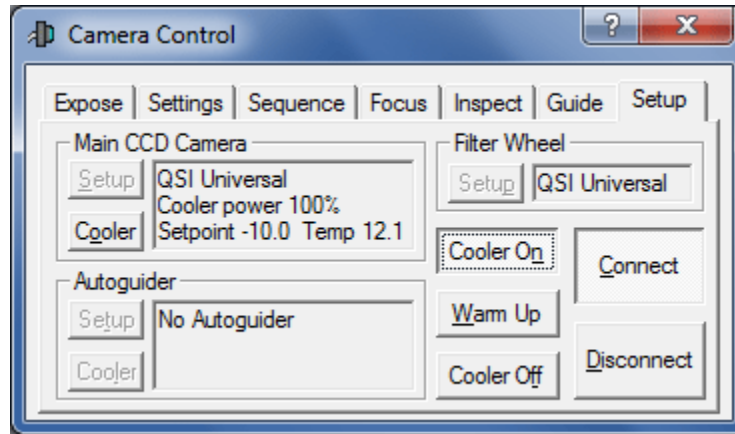 Camera Control
?
X
Expose Settings Sequence Focus Inspect Guide Setup
Main CCD Camera
Setup
QSI Universal
Cooler power 100%
Cooler
Setpoint -10.0 Temp 12.1
Autoguider
Setup
No Autoguider
Cooler
Filter Wheel
Setup
QSI Universal
Cooler On
Connect
Warm Up
Cooler Off
Disconnect